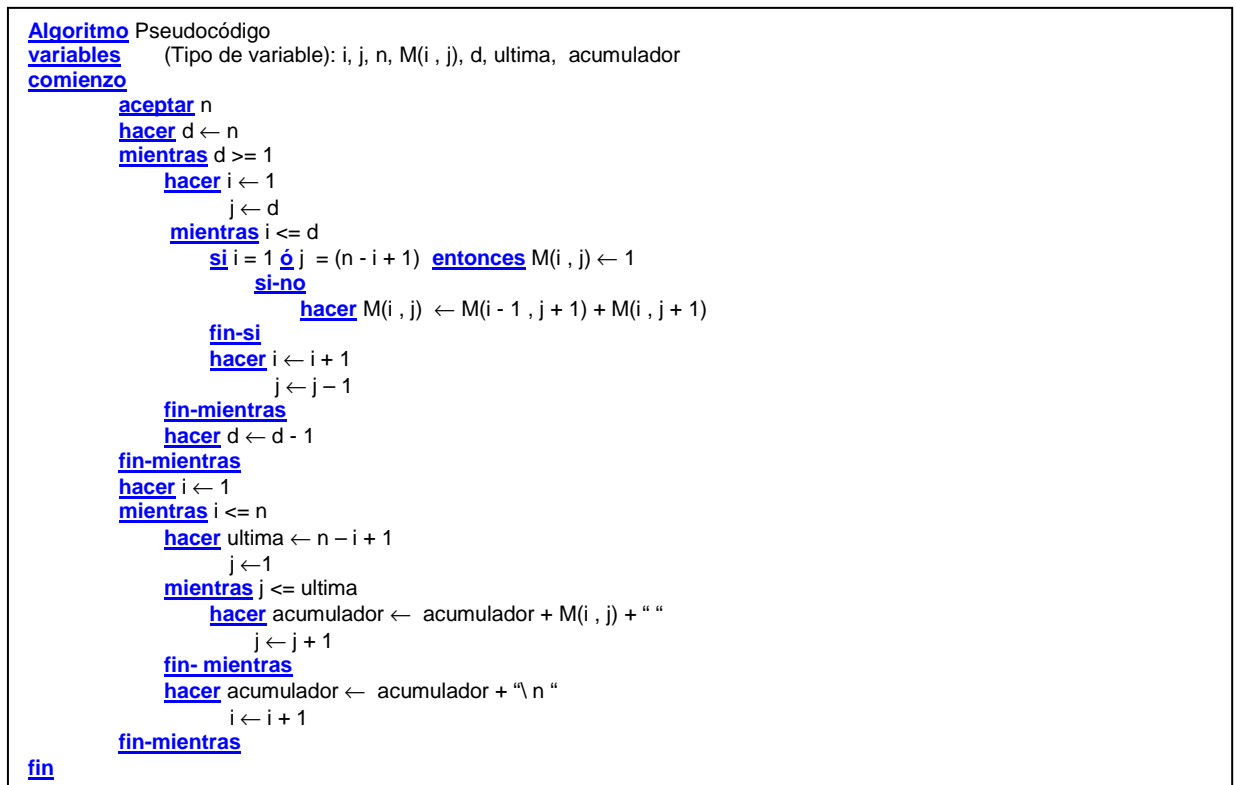 Algoritmo Pseudocódigo
variables (Tipo de variable): i, j, n, M(i , j), d, ultima, acumulador
comienzo
aceptar n
hacer d ← n
mientras d >= 1
hacer i ← 1
j ← d
mientras i <= d
si i = 1 ó j = (n - i + 1) entonces M(i , j) ← 1
si-no
hacer M(i , j) ← M(i - 1 , j + 1) + M(i , j + 1)
fin-si
hacer i ← i + 1
j ← j – 1
fin-mientras
hacer d ← d - 1
fin-mientras
hacer i ← 1
mientras i <= n
hacer ultima ← n – i + 1
j ←1
mientras j <= ultima
hacer acumulador ← acumulador + M(i , j) + “ “
j ← j + 1
fin- mientras
hacer acumulador ← acumulador + “\ n “
i ← i + 1
fin-mientras
fin